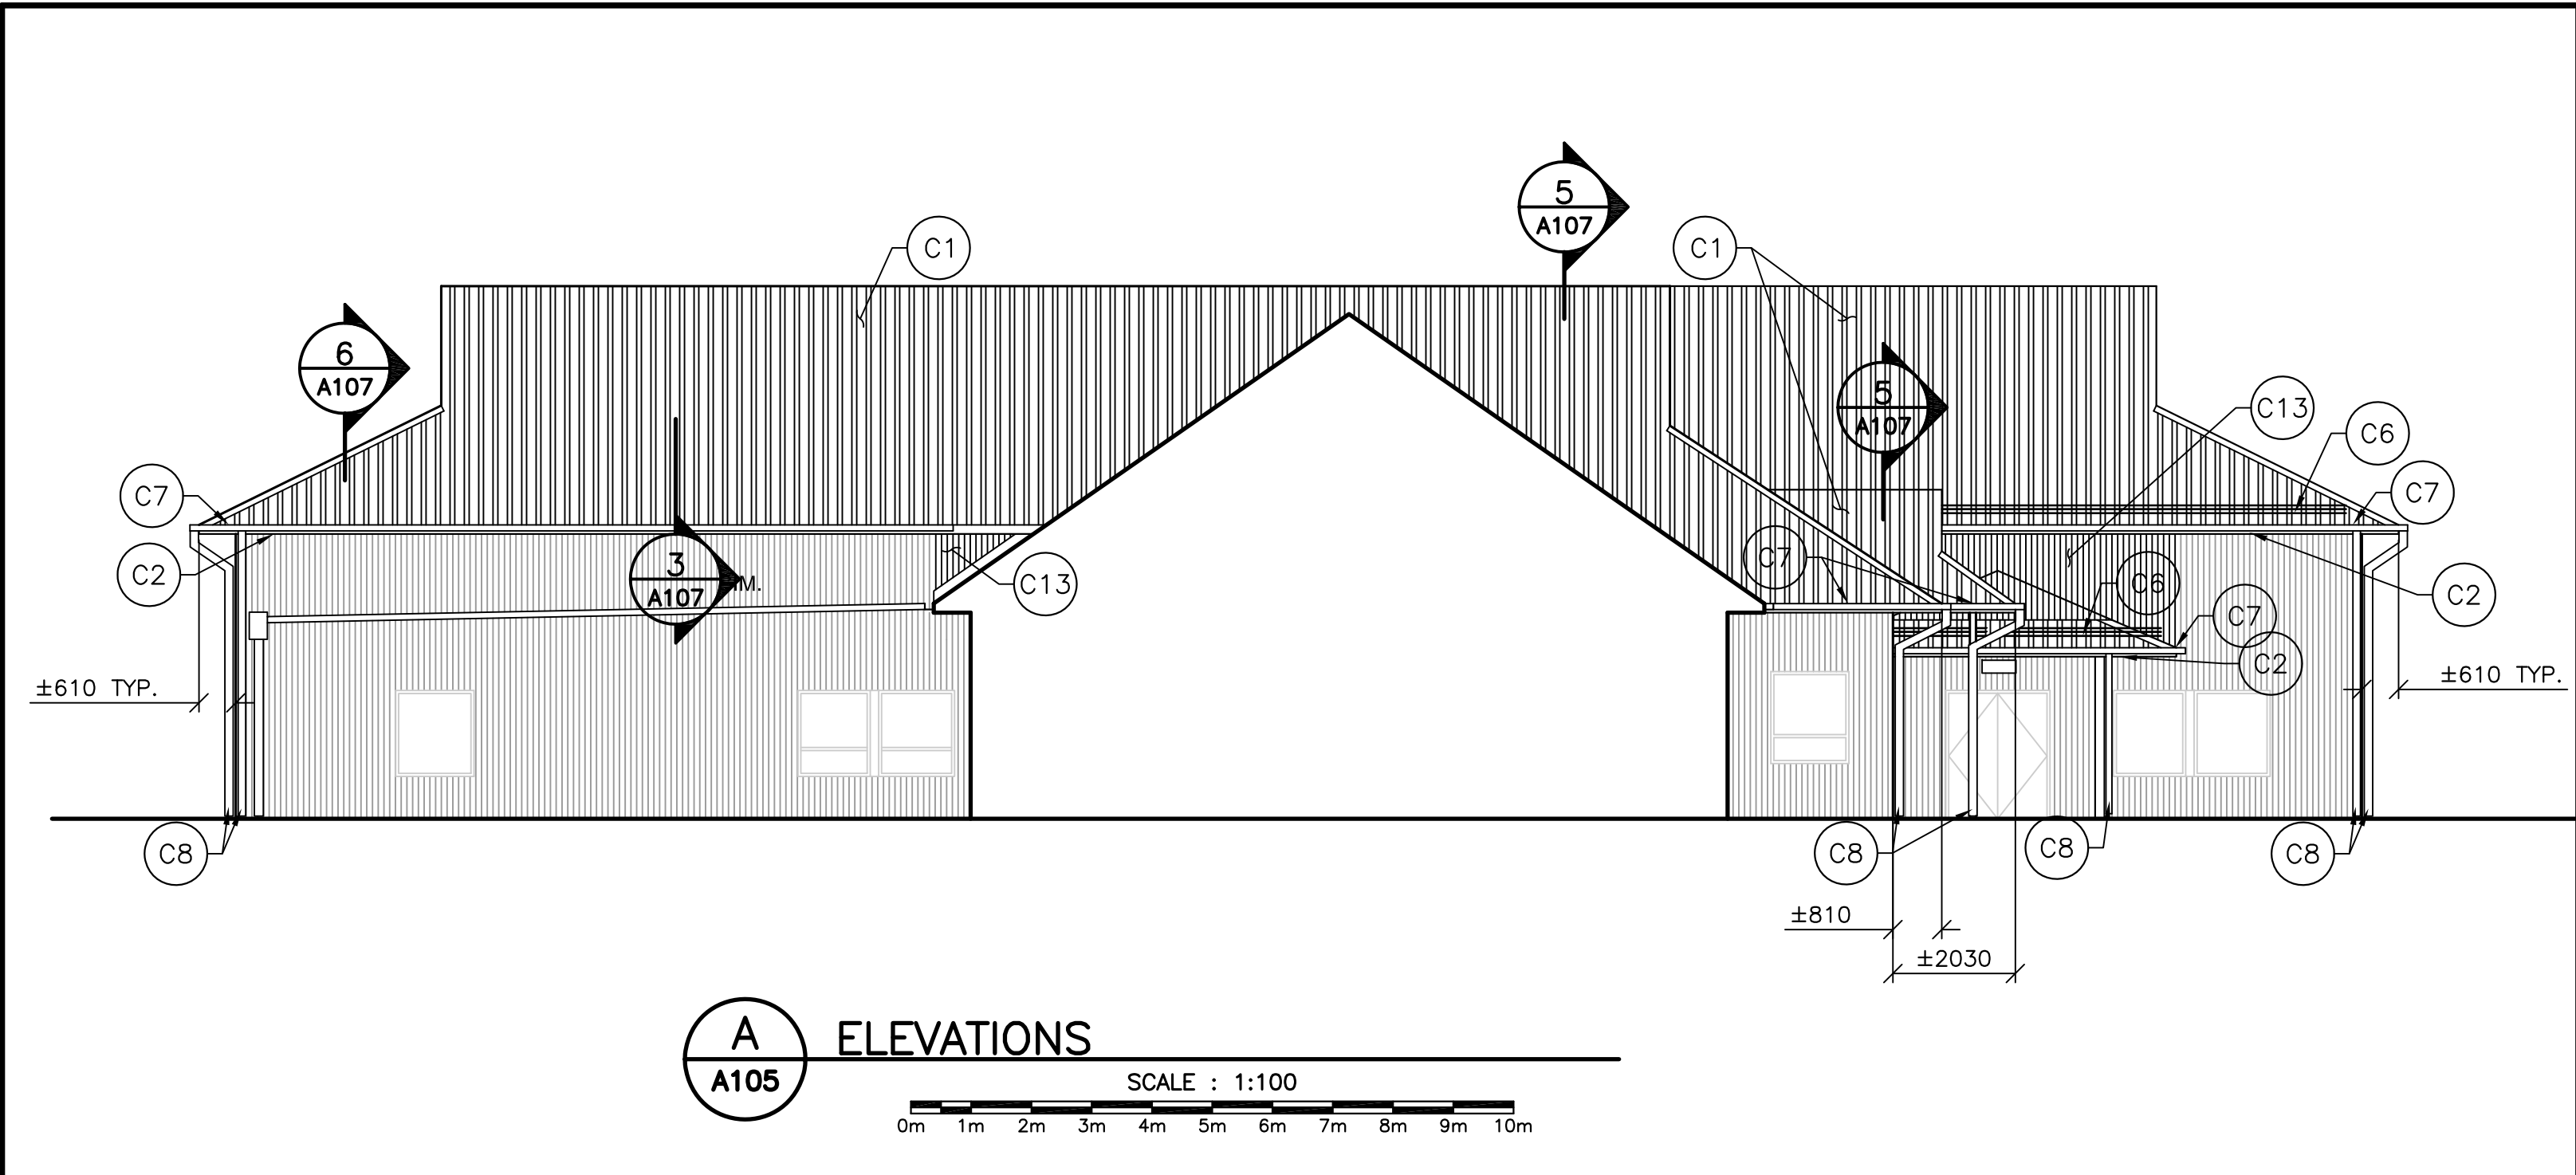 5
A107
C1
C1
6
A107
5
A107
C13
C6
C7
C7
C2
3
A107
M.
C13
C7
C6
C2
C7
C2
±610 TYP.
±610 TYP.
C8
C8
C8
C8
±810
±2030
A
A105
ELEVATIONS
SCALE : 1:100
0m 1m 2m 3m 4m 5m 6m 7m 8m 9m 10m